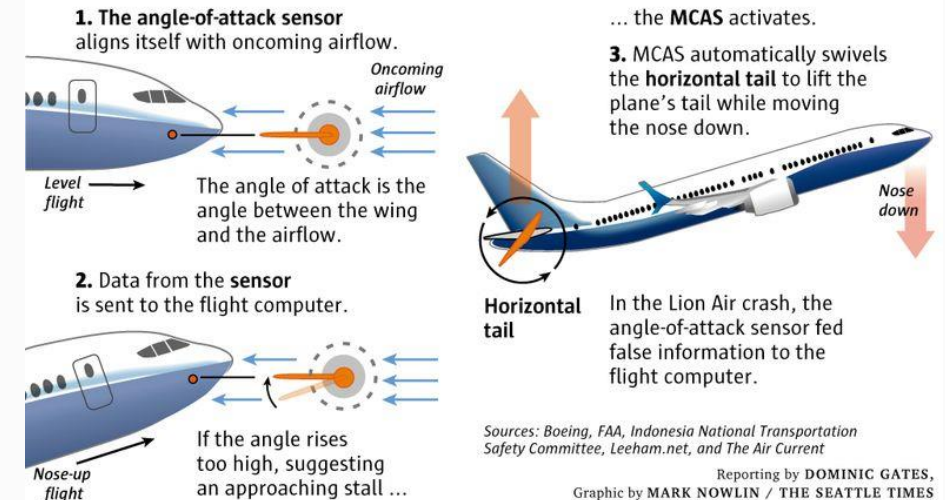 1. The angle-of-attack sensor
aligns itself with oncoming airflow.
Oncoming
airflow
Level
flight
The angle of attack is the
angle between the wing
and the airflow.
2. Data from the sensor
is sent to the flight computer.
Nose-up
flight
If the angle rises
too high, suggesting
an approaching stall ...
... the MCAS activates.
3. MCAS automatically swivels
the horizontal tail to lift the
plane's tail while moving
the nose down.
Nose
down
Horizontal
tail
In the Lion Air crash, the
angle-of-attack sensor fed
false information to the
flight computer.
Sources: Boeing, FAA, Indonesia National Transportation
Safety Committee, Leeham.net, and The Air Current
Reporting by DOMINIC GATES,
Graphic by MARK NOWLIN / THE SEATTLE TIMES